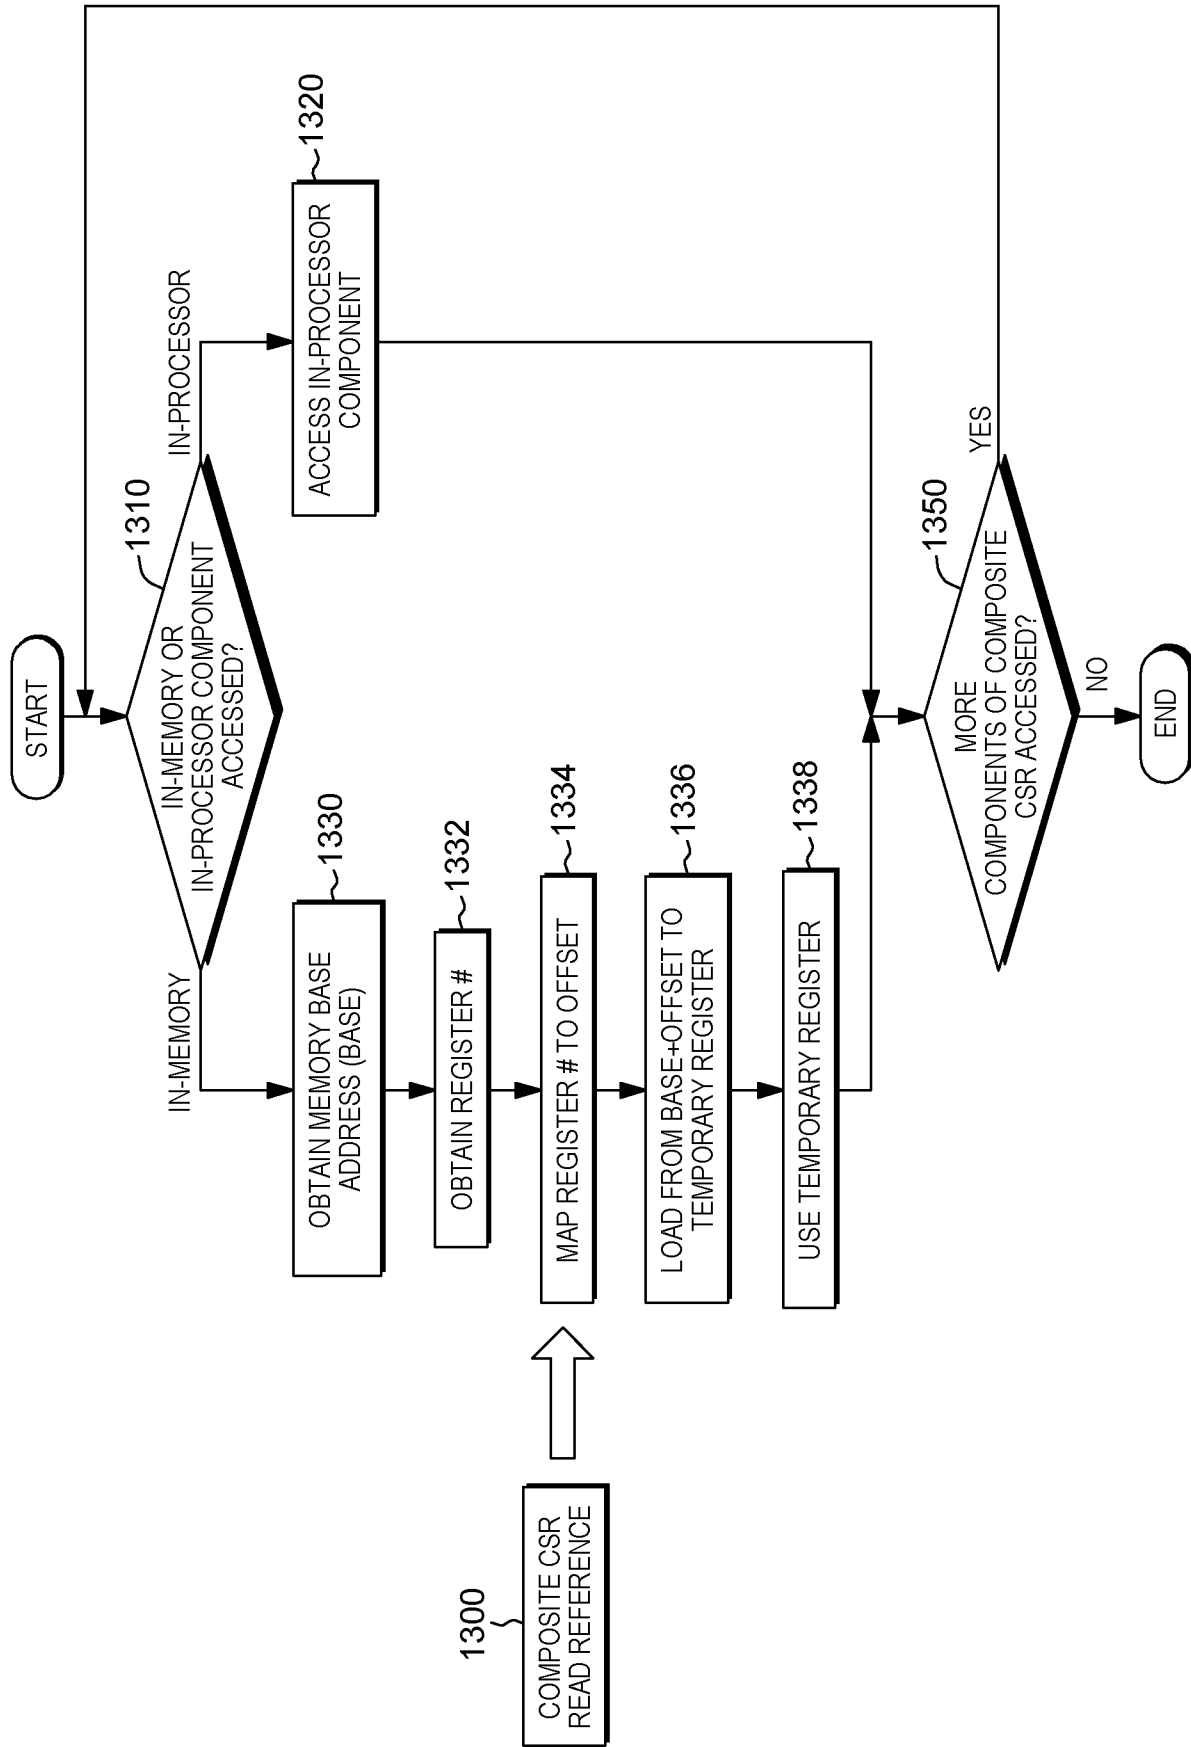 START
1310
IN-MEMORY OR
IN-PROCESSOR COMPONENT
ACCESSED?
IN-MEMORY
IN-PROCESSOR
1320
ACCESS IN-PROCESSOR
COMPONENT
1330
OBTAIN MEMORY BASE
ADDRESS (BASE)
1332
OBTAIN REGISTER #
1334
MAP REGISTER # TO OFFSET
1336
LOAD FROM BASE+OFFSET TO
TEMPORARY REGISTER
1338
USE TEMPORARY REGISTER
1300
COMPOSITE CSR
READ REFERENCE
1350
MORE
COMPONENTS OF COMPOSITE
CSR ACCESSED?
YES
NO
END